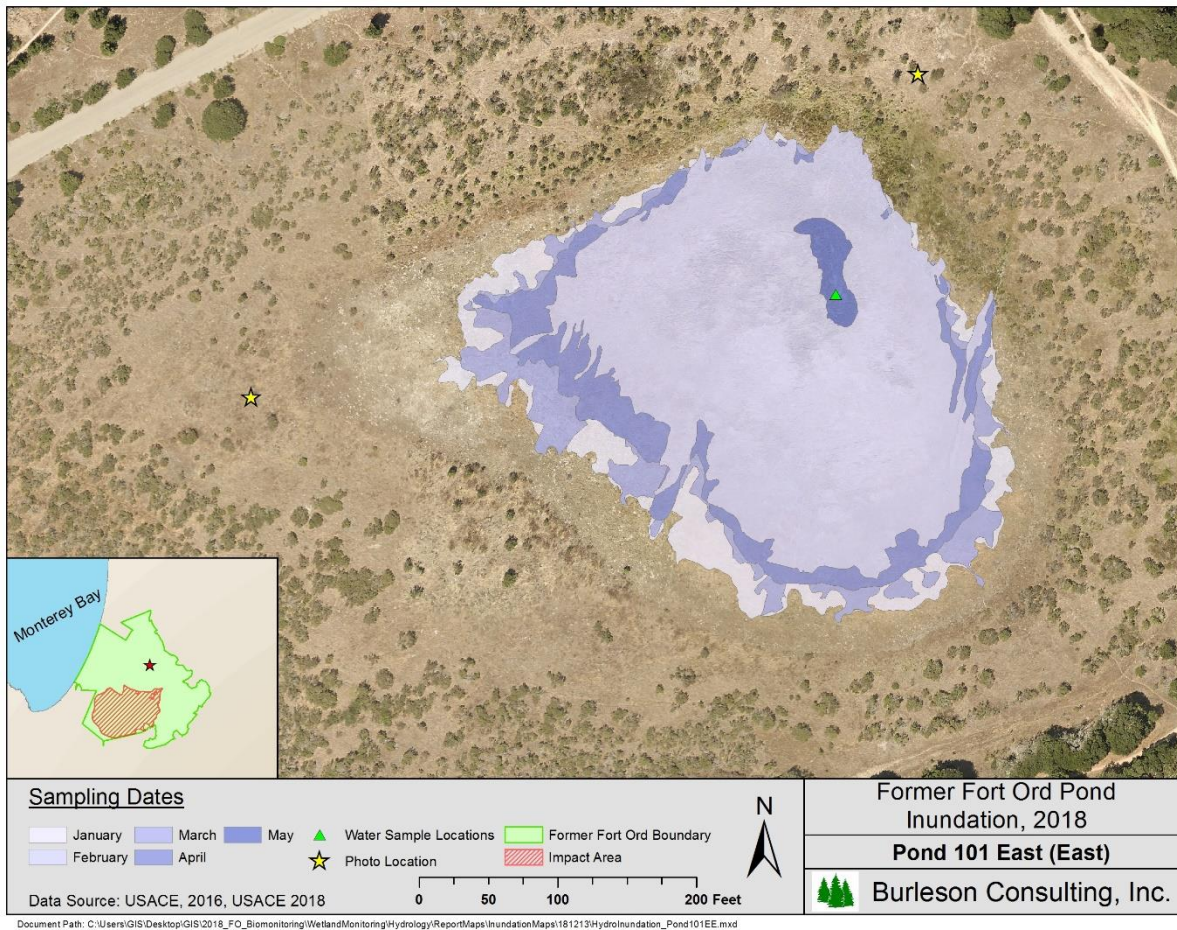 Monterey Bay
Sampling Dates
January
March
May
February
April
Water Sample Locations
Photo Location
Former Fort Ord Boundary
Impact Area
N
0 50 100 200 Feet
Data Source: USACE, 2016, USACE 2018
Former Fort Ord Pond
Inundation, 2018
Pond 101 East (East)
Burleson Consulting, Inc.
Document Path: C:\Users\GIS\Desktop\GIS\2018_FO_Biomonitoring\WetlandMonitoring\Hydrology\ReportMaps\InundationMaps\181213\HydroInundation_Pond101EE.mxd